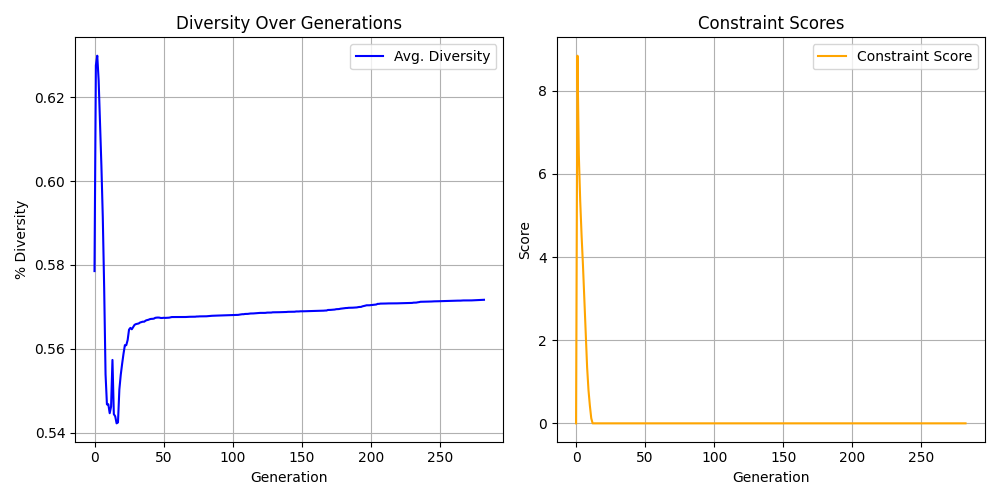 Diversity Over Generations
Avg. Diversity
% Diversity
0.62
0.60
0.58
0.56
0.54
0 50 100 150 200 250
Generation
Constraint Scores
Constraint Score
Score
8
6
4
2
0
0 50 100 150 200 250
Generation